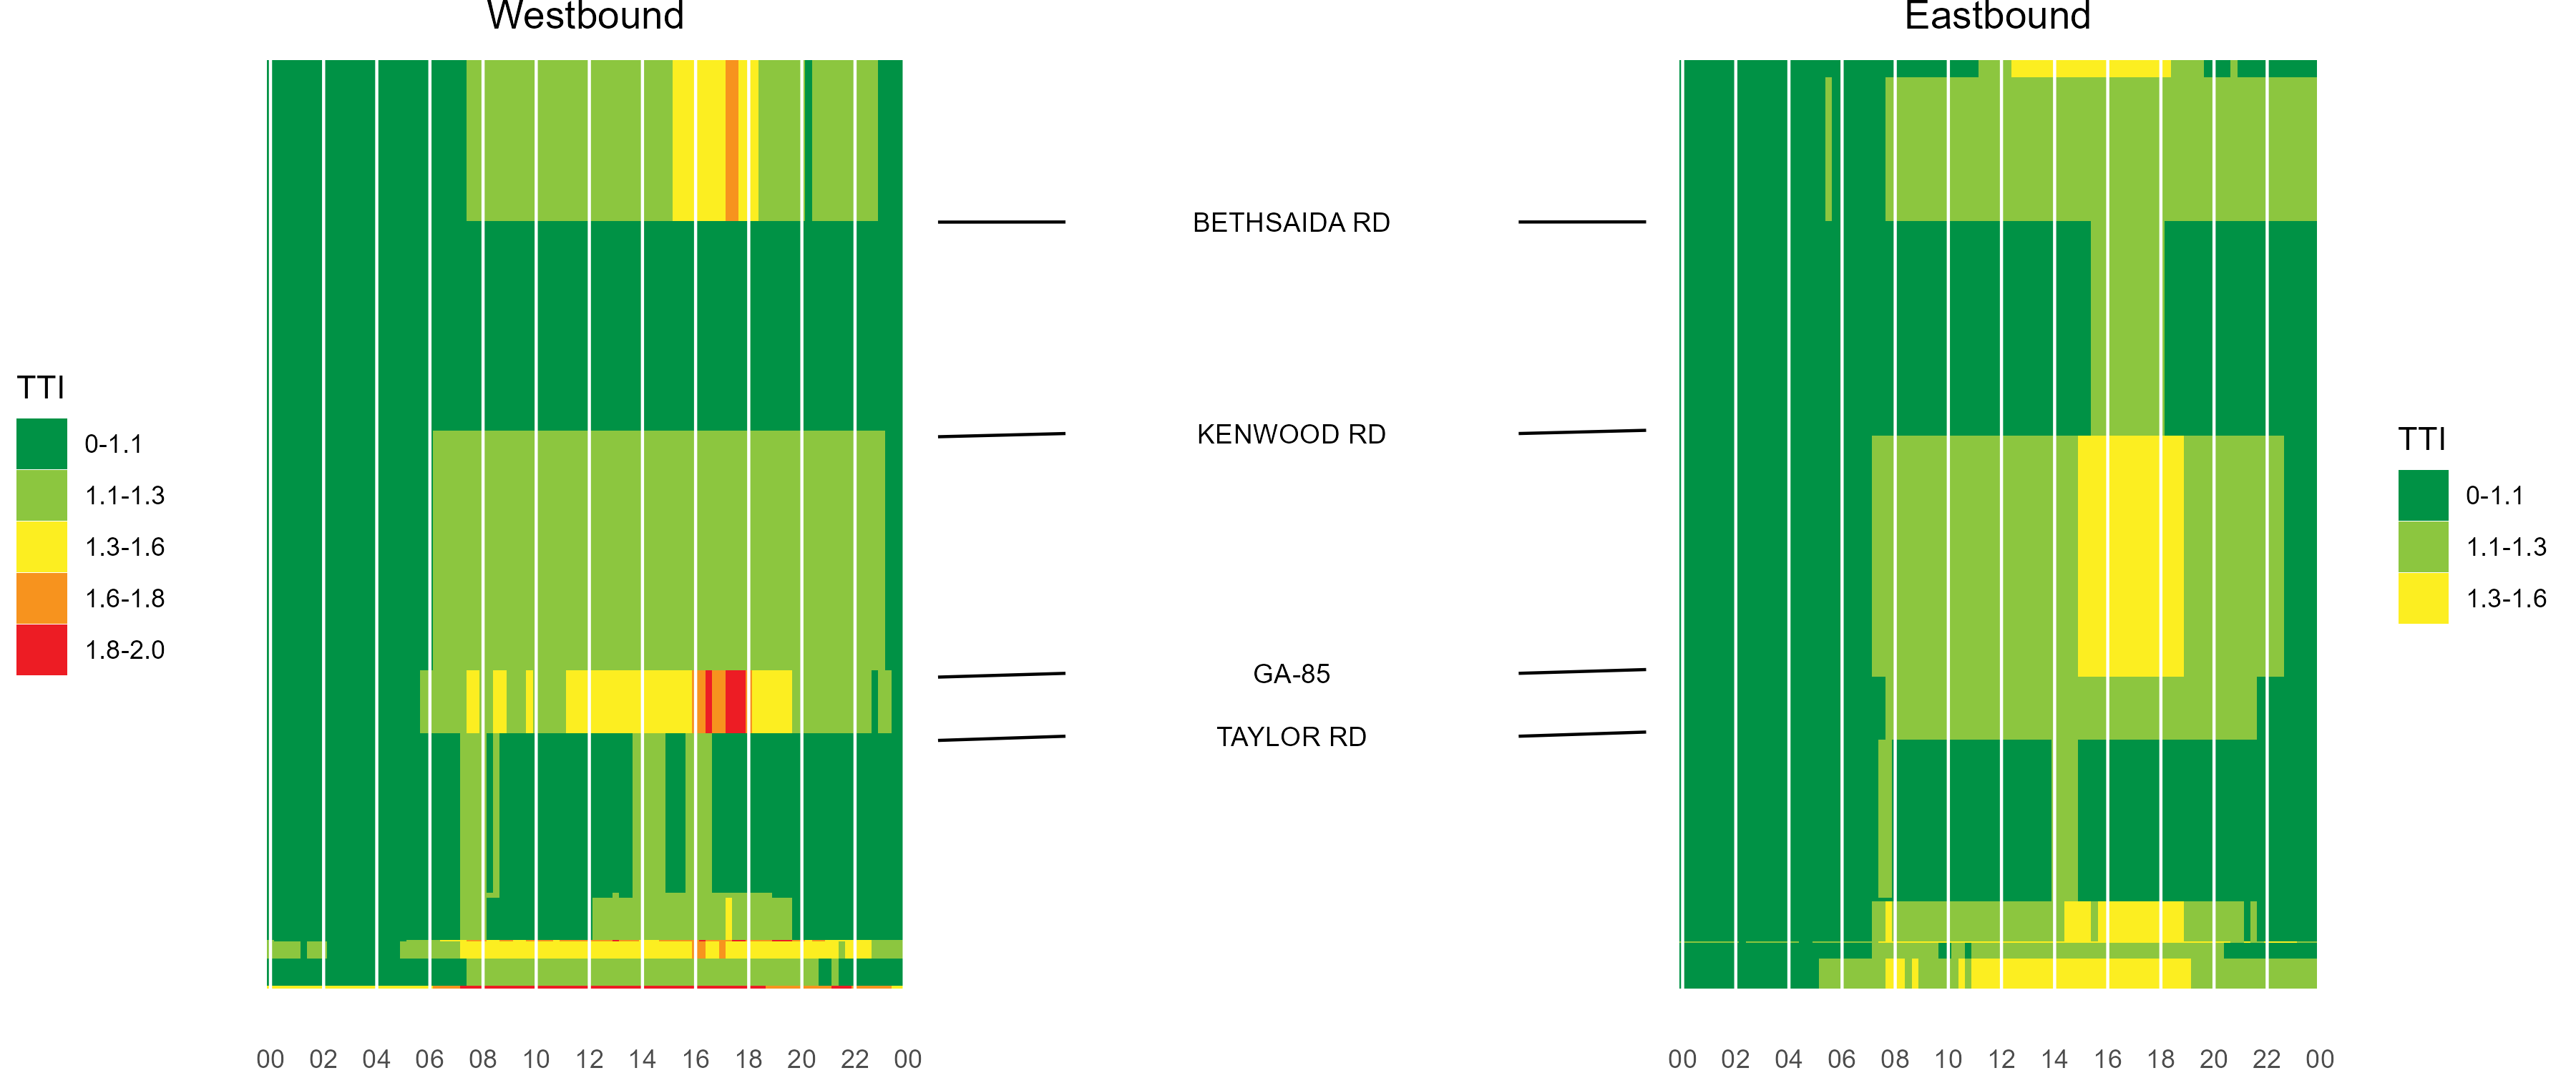 Westbound
Eastbound
BETHSAIDA RD
KENWOOD RD
GA-85
TAYLOR RD
TTI
0-1.1
1.1-1.3
1.3-1.6
1.6-1.8
1.8-2.0
TTI
0-1.1
1.1-1.3
1.3-1.6
00 02 04 06 08 10 12 14 16 18 20 22 00
00 02 04 06 08 10 12 14 16 18 20 22 00